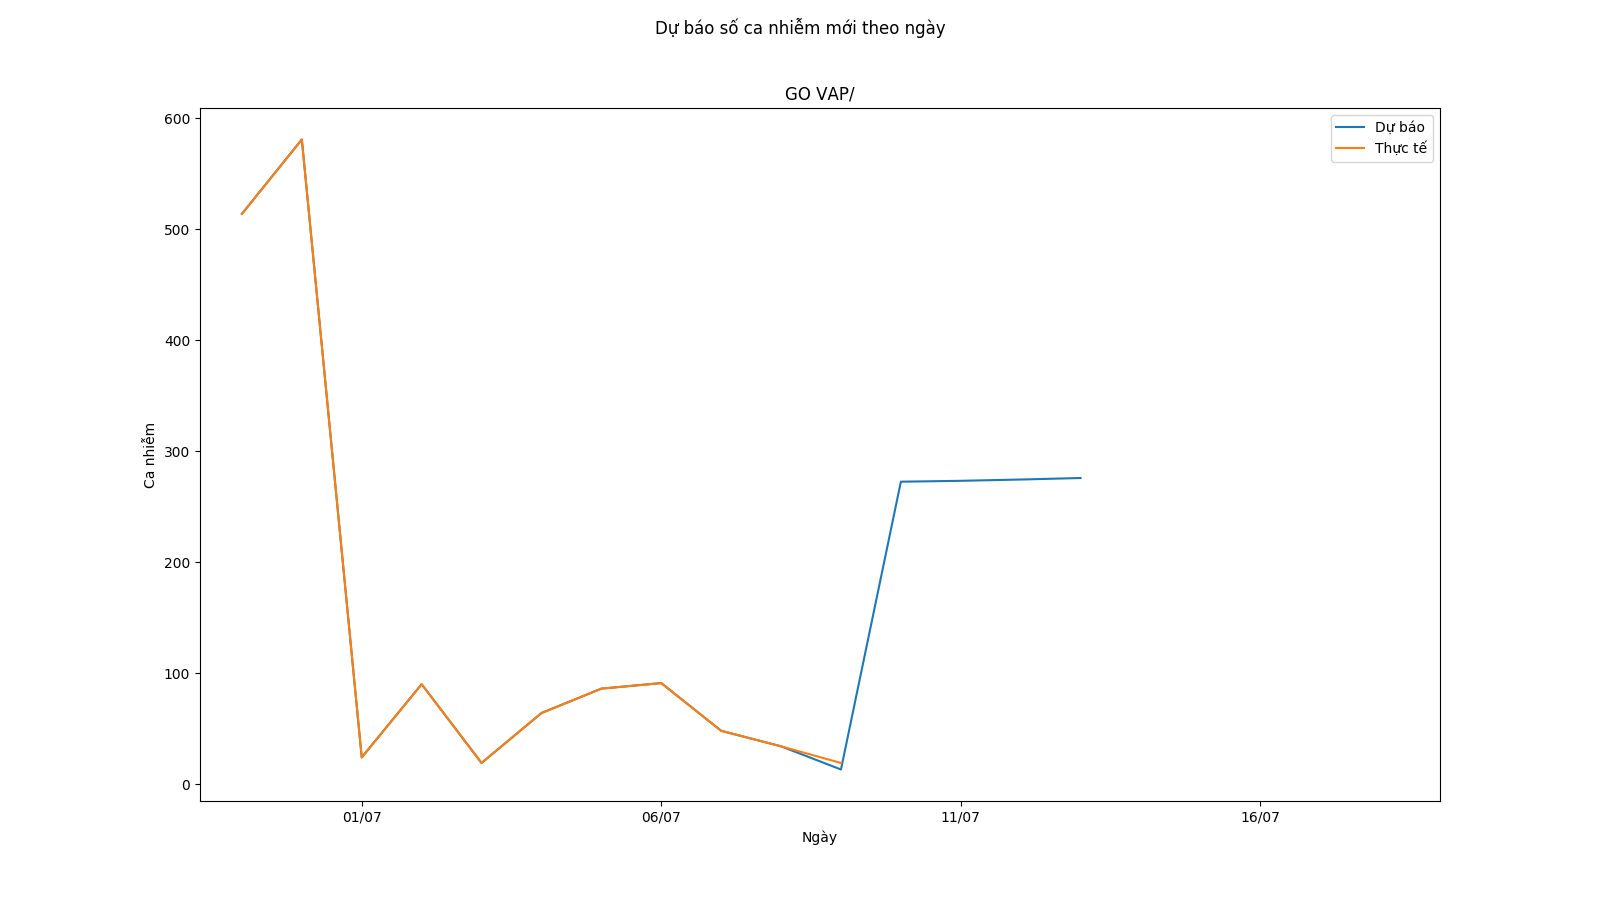 Dự báo số ca nhiễm mới theo ngày
GO VAP/
Dự báo
Thực tế
600
500
400
300
200
100
0
Ca nhiễm
01/07
06/07
11/07
16/07
Ngày